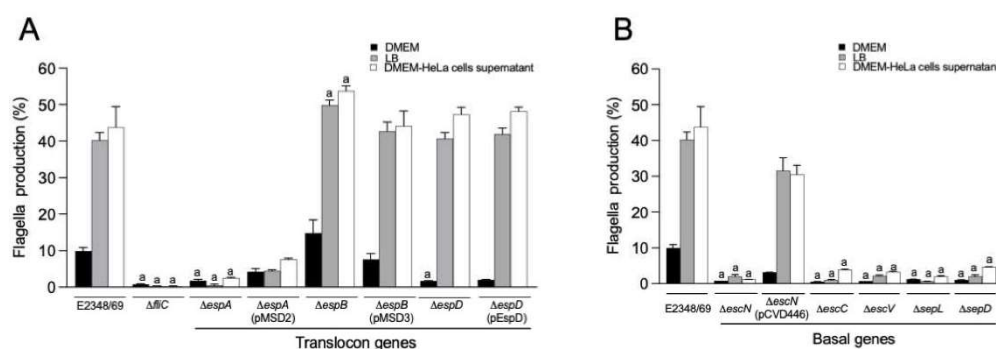 A
DMEM
LB
DMEM-HeLa cells supernatant
Flagella production (%)
60
50
40
30
20
10
0
a a a a a a a a a
E2348/69 ΔfliC ΔespA ΔespA (pMSD2) ΔespB ΔespB (pMSD3) ΔespD ΔespD (pEspD)
Translocon genes
B
DMEM
LB
DMEM-HeLa cells supernatant
Flagella production (%)
60
50
40
30
20
10
0
a a a a a a a a a a a a a a a
E2348/69 ΔescN ΔescN (pCVD446) ΔescC ΔescV ΔsepL ΔsepD
Basal genes